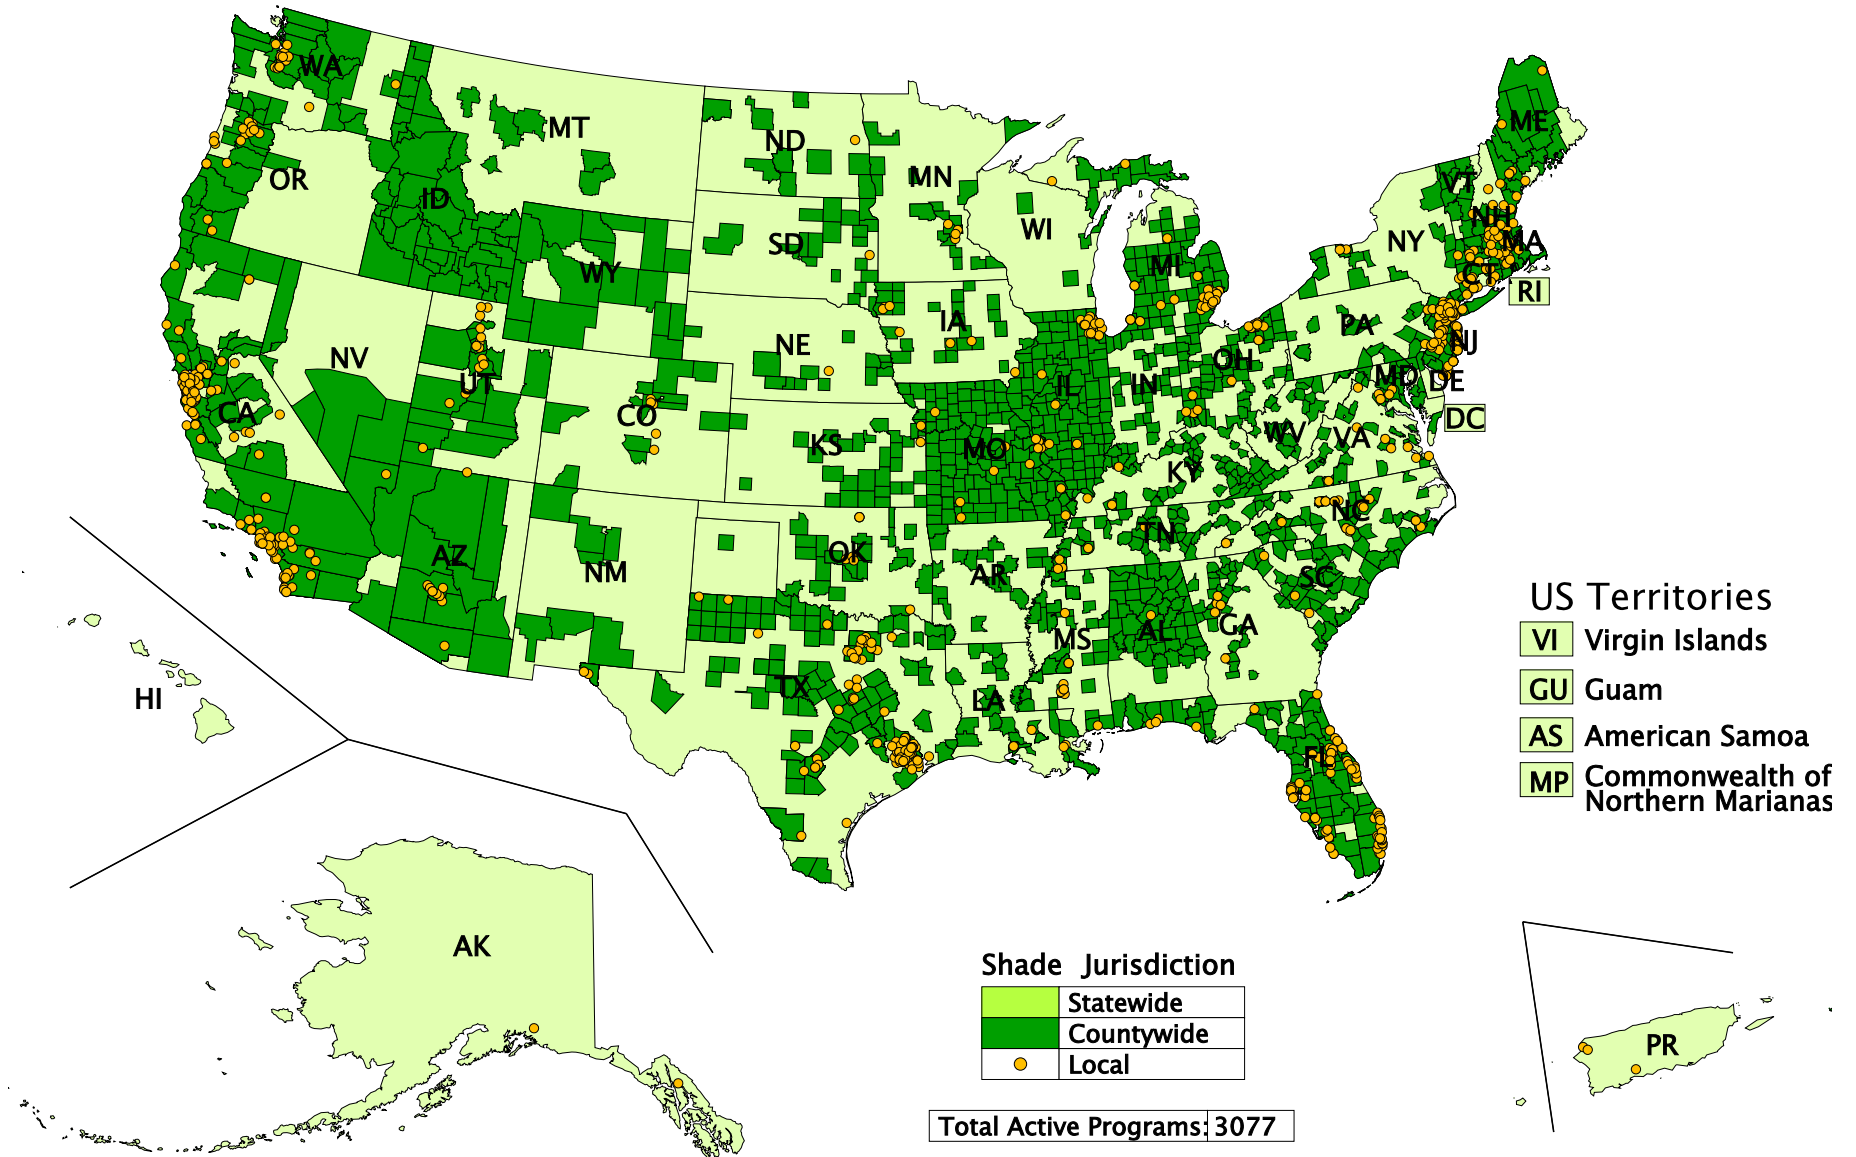 WA
MT
ND
MN
ME
OR
ID
SD
WI
VT
NH
NY
MA
WY
MI
CT
RI
NV
UT
NE
IA
PA
NJ
CA
CO
IL
IN
OH
MD
DE
DC
KS
MO
WV
VA
KY
AZ
NM
OK
AR
TN
NC
SC
TX
LA
MS
AL
GA
FL
HI
AK
US Territories
VI Virgin Islands
GU Guam
AS American Samoa
MP Commonwealth of
Northern Marianas
Shade Jurisdiction
Statewide
Countywide
Local
Total Active Programs: 3077
PR